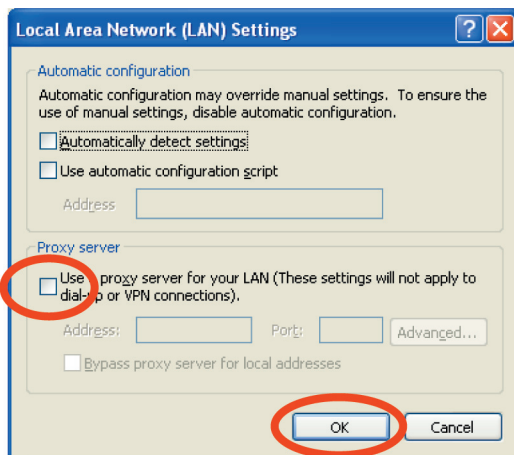 Local Area Network (LAN) Settings
Automatic configuration
Automatic configuration may override manual settings. To ensure the
use of manual settings, disable automatic configuration.
Automatically detect settings
Use automatic configuration script
Address
Proxy server
Use proxy server for your LAN (These settings will not apply to
dial-up or VPN connections).
Address:
Port:
Advanced...
Bypass proxy server for local addresses
OK
Cancel